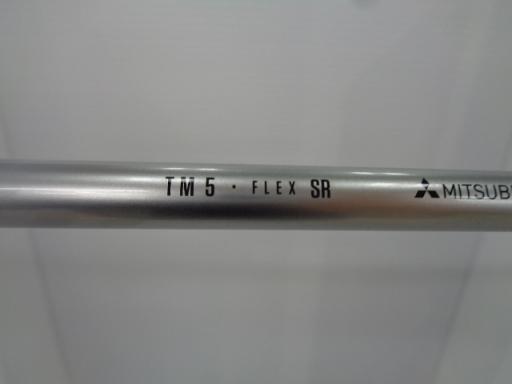 TM5 · FLEX SR MITSUB